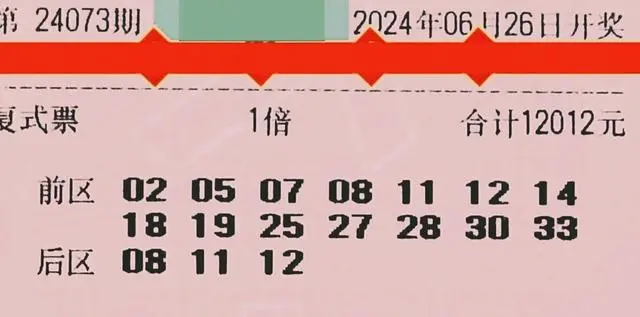 第 24073期 2024年06月26日开奖
复式票 1倍 合计12012元
前区 02 05 07 08 11 12 14
18 19 25 27 28 30 33
后区 08 11 12